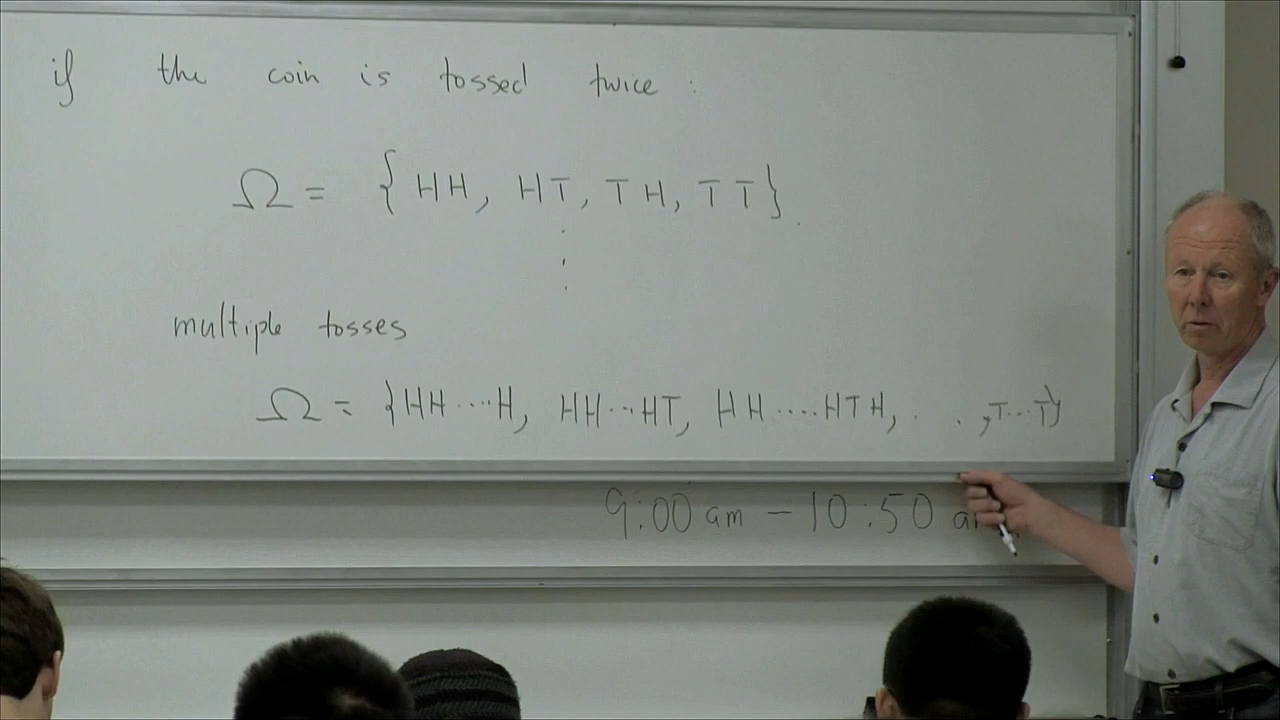 if the coin is tossed twice :
Ω = { HH, HT, TH, TT}.
multiple tosses
Ω = {HH....H, HH...HT, HH....HTH, . . ,T...T}
9:00 am - 10:50 am